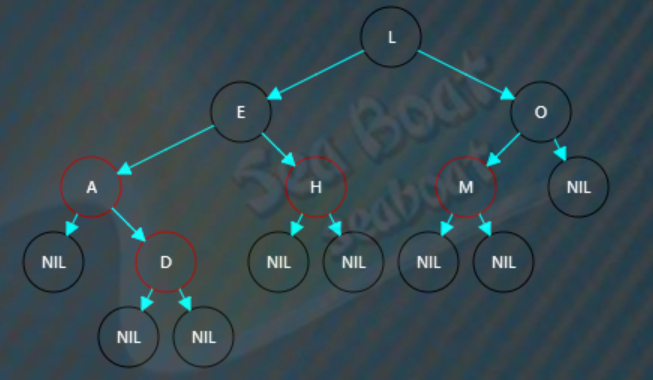 L
E O
A H M NIL
NIL D NIL NIL NIL NIL
NIL NIL
Sea Boat
seaboat